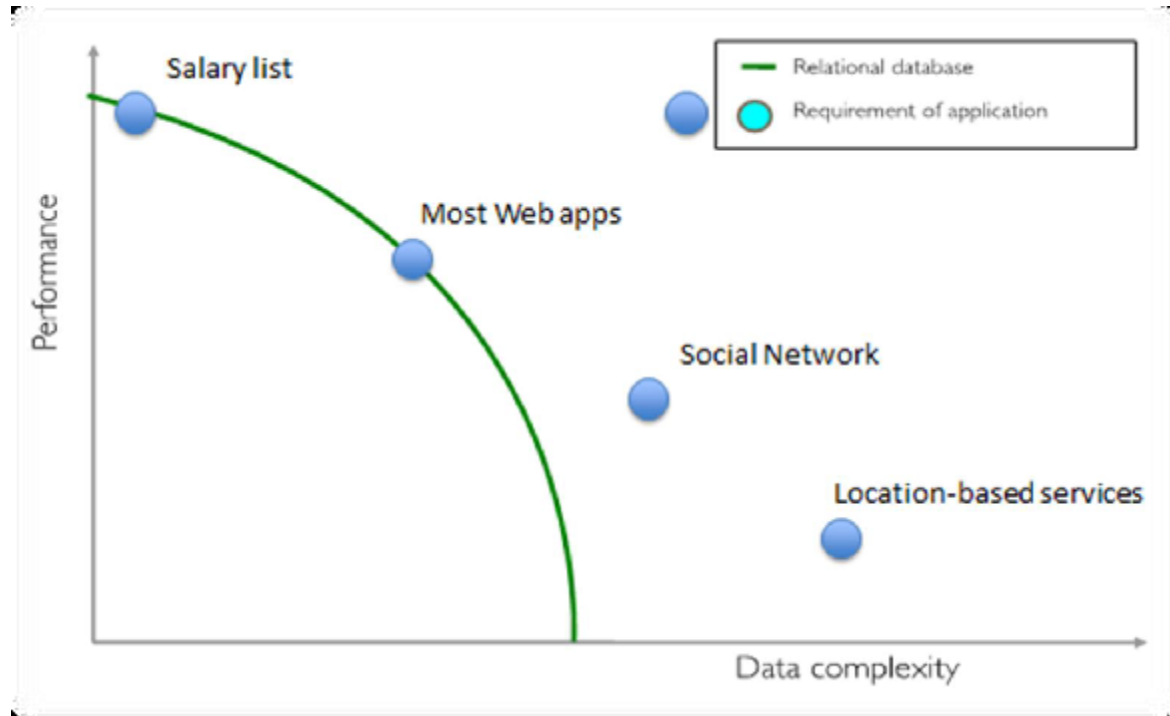 Salary list
Relational database
Requirement of application
Most Web apps
Performance
Social Network
Location-based services
Data complexity